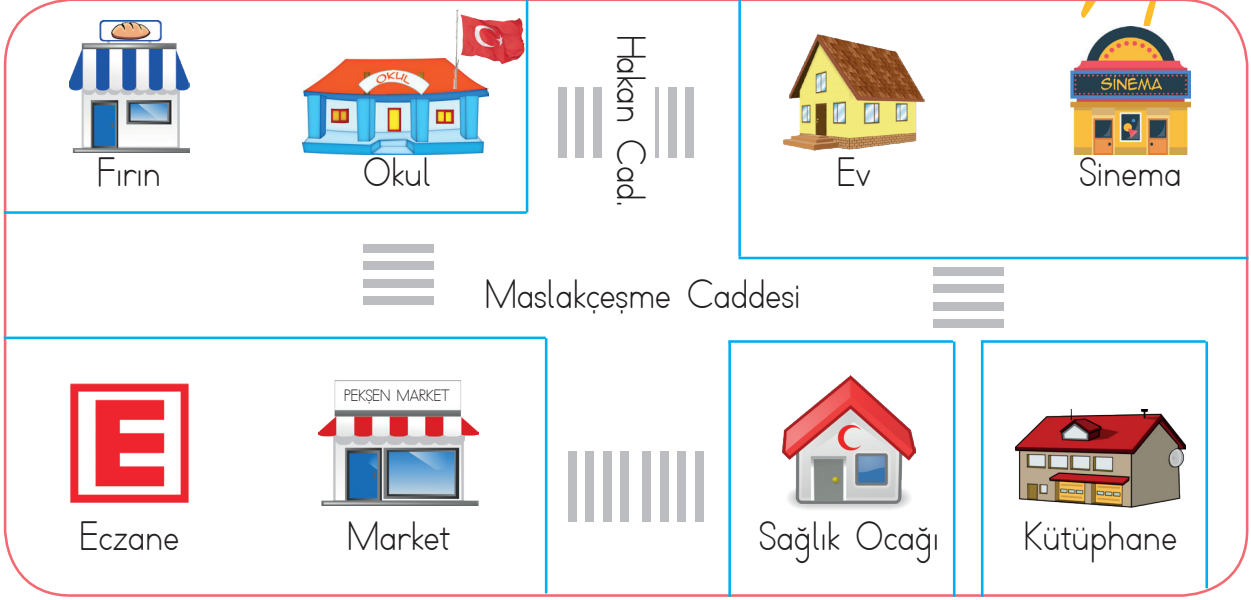 OKUL
SİNEMA
Fırın
Okul
Hakan Cad.
Ev
Sinema
Maslakçeşme Caddesi
PEKŞEN MARKET
E
Eczane
Market
Sağlık Ocağı
Kütüphane